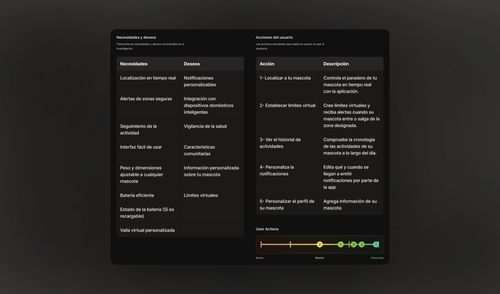 Necesidades y deseos
Transcribe las necesidades y deseos encontrados en la
investigación.
Necesidades
Deseos
Localización en tiempo real
Notificaciones
personalizables
Alertas de zonas seguras
Integración con
dispositivos domésticos
inteligentes
Seguimiento de la
actividad
Vigilancia de la salud
Interfaz fácil de usar
Características
comunitarias
Peso y dimensiones
ajustable a cualquier
mascota
Información personalizada
sobre tu mascota
Batería eficiente
Límites virtuales
Estado de la batería (Si es
recargable)
Valla virtual personalizada
Acciones del usuario
Las acciones principales que realiza el usuario al usar el
producto
Acción
Descripción
1- Localizar a tu mascota
Controla el paradero de tu
mascota en tiempo real
con la aplicación.
2- Establecer límites virtual
Cree límites virtuales y
reciba alertas cuando su
mascota entre o salga de la
zona designada.
3- Ver el historial de
actividades
Compruebe la cronología
de las actividades de su
mascota a lo largo del día.
4- Personaliza la
notificaciones
Edita qué y cuando se
llegan a emitir
notificaciones por parte de
la app
5- Personalizar el perfil de
su mascota
Agrega información de su
mascota
User Actions
Neutral
Frequente